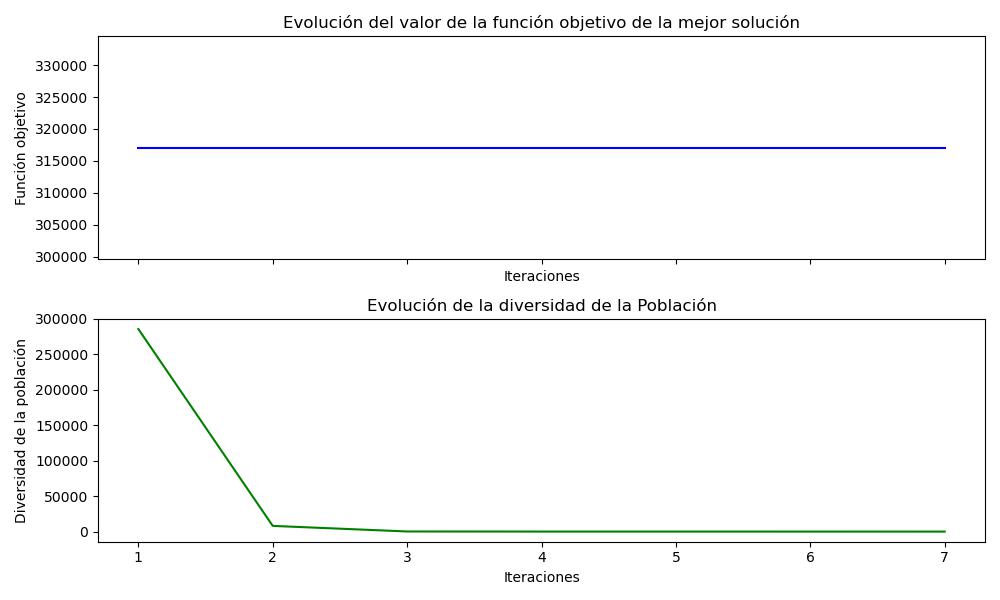 Evolución del valor de la función objetivo de la mejor solución
330000
325000
320000
315000
310000
305000
300000
Función objetivo
Iteraciones
Evolución de la diversidad de la Población
300000
250000
200000
150000
100000
50000
0
Diversidad de la población
1 2 3 4 5 6 7
Iteraciones